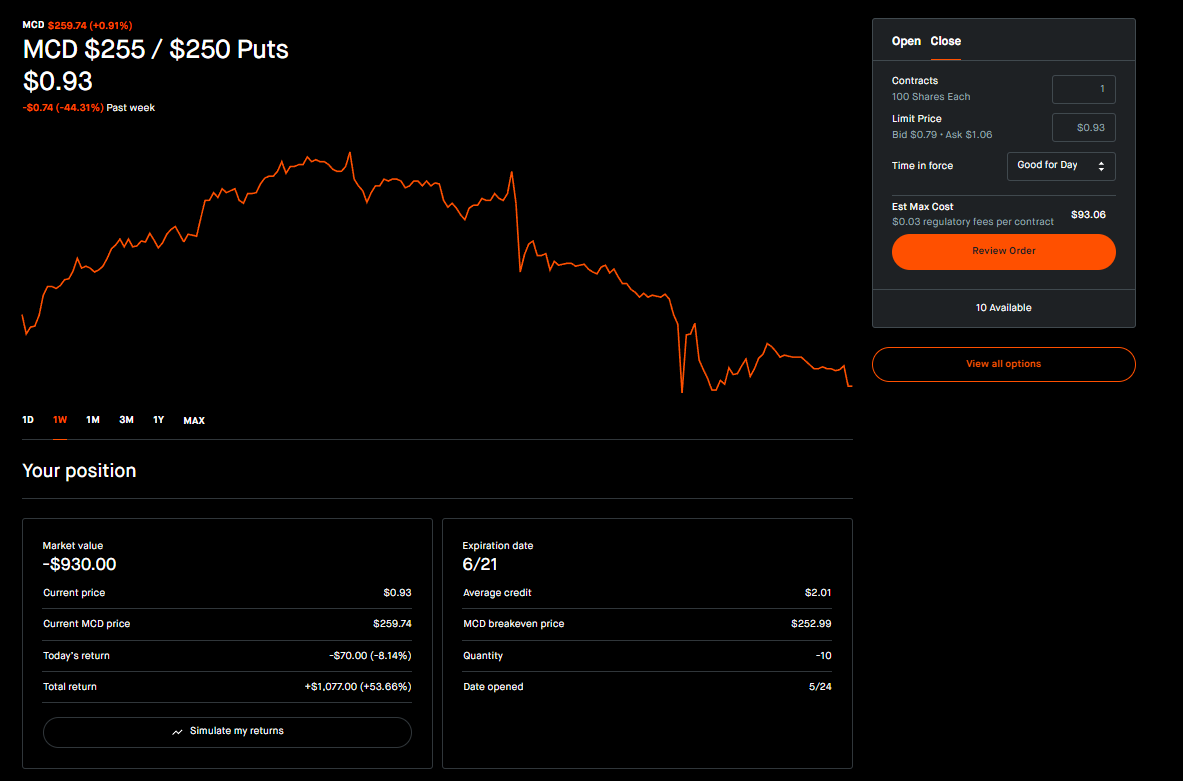 MCD $259.74 (+0.91%)
MCD $255 / $250 Puts
$0.93
-$0.74 (-44.31%) Past week
1D 1W 1M 3M 1Y MAX
Your position
Market value
-$930.00
Current price $0.93
Current MCD price $259.74
Today's return -$70.00 (-8.14%)
Total return +$1,077.00 (+53.66%)
Simulate my returns
Expiration date
6/21
Average credit $2.01
MCD breakeven price $252.99
Quantity -10
Date opened 5/24
Open Close
Contracts 1
100 Shares Each
Limit Price $0.93
Bid $0.79 • Ask $1.06
Time in force Good for Day
Est Max Cost $93.06
$0.03 regulatory fees per contract
Review Order
10 Available
View all options